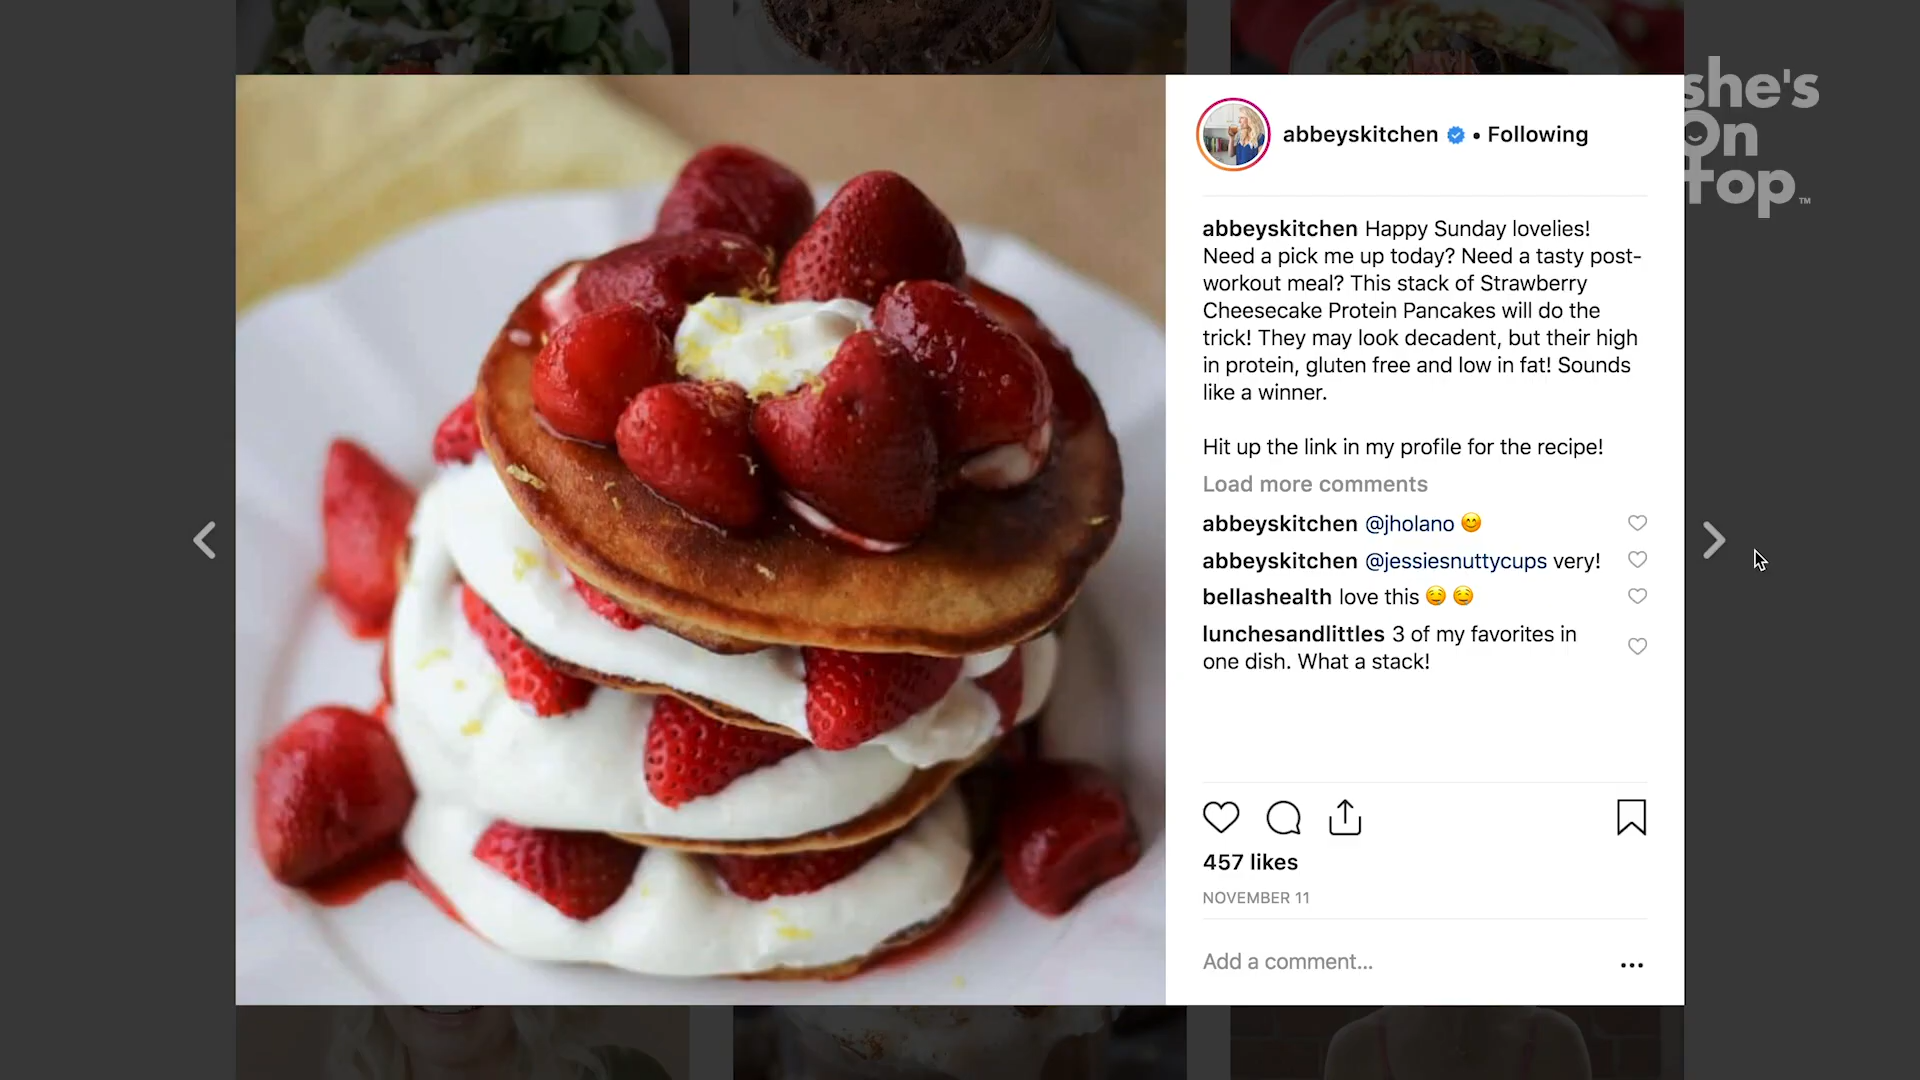 she's
On
Top™
abbeyskitchen • Following
abbeyskitchen Happy Sunday lovelies!
Need a pick me up today? Need a tasty post-
workout meal? This stack of Strawberry
Cheesecake Protein Pancakes will do the
trick! They may look decadent, but their high
in protein, gluten free and low in fat! Sounds
like a winner.
Hit up the link in my profile for the recipe!
Load more comments
abbeyskitchen @jholano 😊
abbeyskitchen @jessiesnuttycups very!
bellashealth love this 🤤 🤤
lunchesandlittles 3 of my favorites in
one dish. What a stack!
457 likes
NOVEMBER 11
Add a comment...